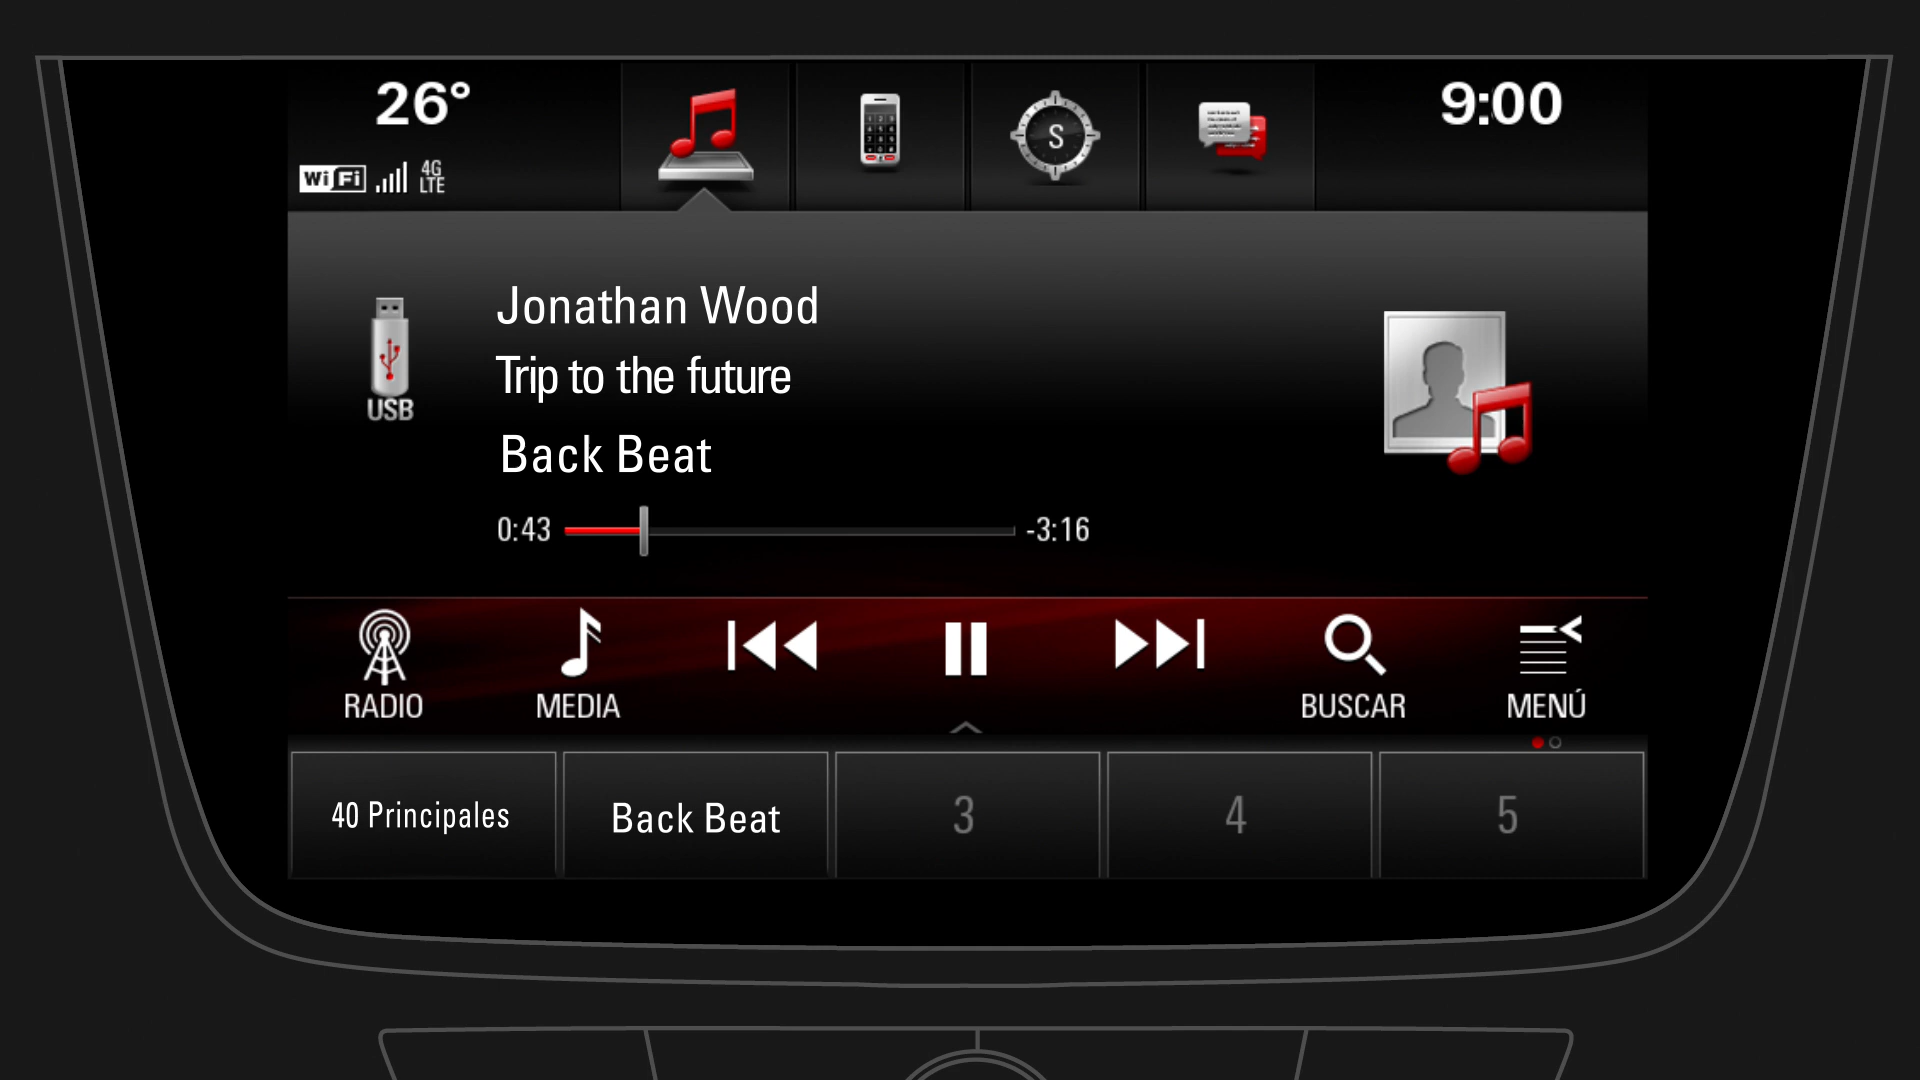 26°
9:00
WiFi
4G
LTE
S
Jonathan Wood
Trip to the future
USB
Back Beat
0:43
-3:16
RADIO
MEDIA
BUSCAR
MENÚ
40 Principales
Back Beat
3
4
5